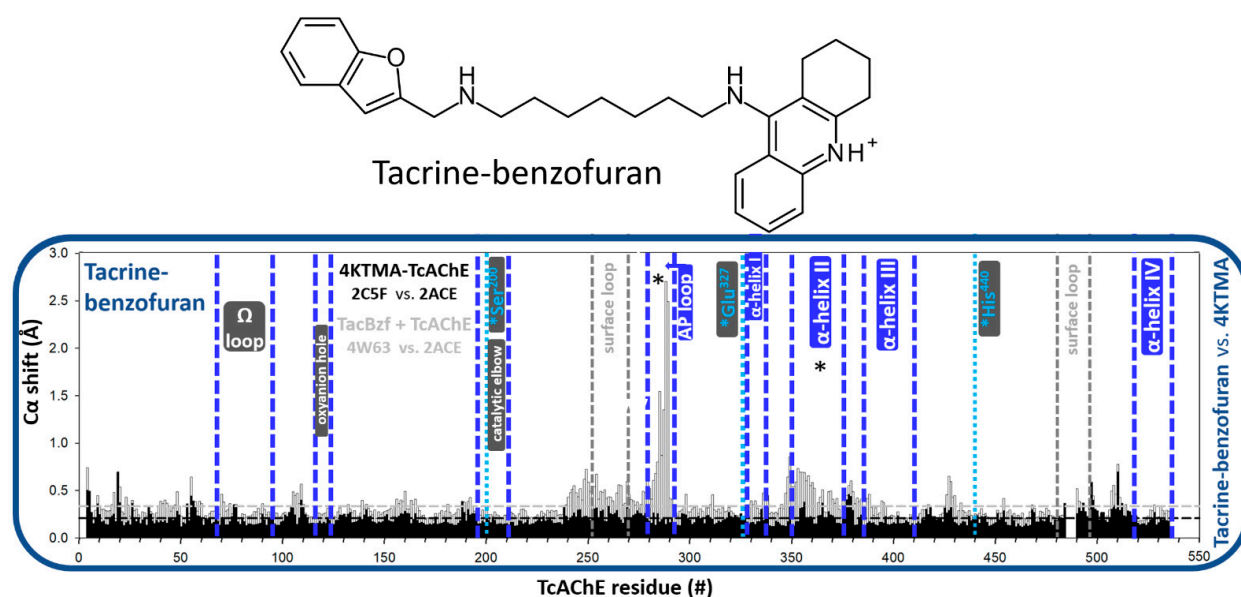 O
H
N
H
N
NH+
Tacrine-benzofuran
3.0
2.5
2.0
1.5
1.0
0.5
0.0
Cα shift (Å)
Tacrine-
benzofuran
Ω
loop
oxyanion hole
4KTMA-TcAChE
2C5F vs. 2ACE
TacBzf + TcAChE
4W63 vs. 2ACE
*Ser200
catalytic elbow
surface loop
*
AP loop
*Glu327
α-helix I
α-helix II
*
α-helix III
*His440
surface loop
α-helix IV
Tacrine-benzofuran vs. 4KTMA
0 50 100 150 200 250 300 350 400 450 500 550
TcAChE residue (#)